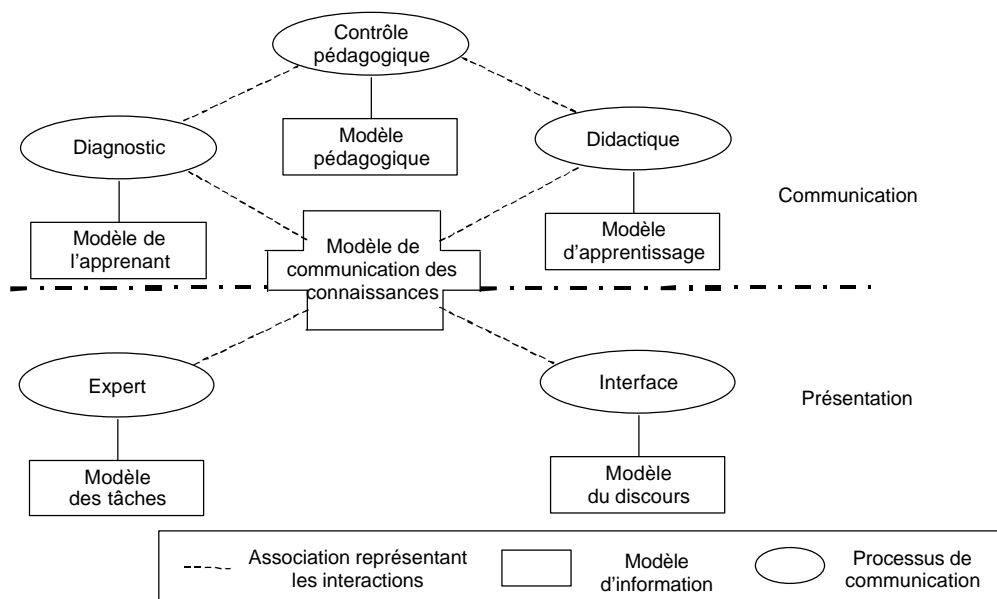 Contrôle
pédagogique
Diagnostic
Modèle
pédagogique
Didactique
Communication
Modèle de
l'apprenant
Modèle de
communication des
connaissances
Modèle
d'apprentissage
Expert
Interface
Présentation
Modèle
des tâches
Modèle
du discours
Association représentant
les interactions
Modèle
d'information
Processus de
communication